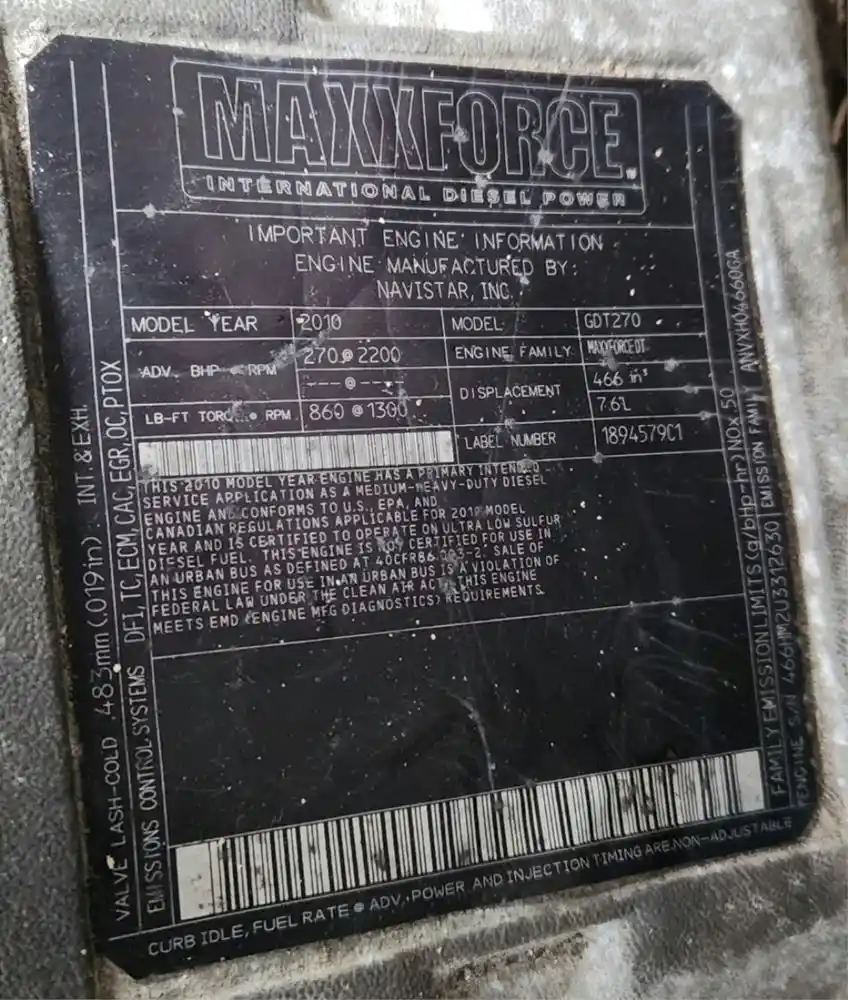 MAXXFORCE
INTERNATIONAL DIESEL POWER
IMPORTANT ENGINE INFORMATION
ENGINE MANUFACTURED BY:
NAVISTAR, INC.
MODEL YEAR 2010 MODEL GDT270
ADV. BHP @ RPM 270 @ 2200 ENGINE FAMILY MAXXFORCE DT
---@---- DISPLACEMENT 466 in³
7.6L
LB-FT TORQ... @ RPM 860 @ 1300 LABEL NUMBER 1894579C1
THIS 2010 MODEL YEAR ENGINE HAS A PRIMARY INTENDED
SERVICE APPLICATION AS A MEDIUM-HEAVY-DUTY DIESEL
ENGINE AND CONFORMS TO U.S. EPA, AND
CANADIAN REGULATIONS APPLICABLE FOR 2010 MODEL
YEAR AND IS CERTIFIED TO OPERATE ON ULTRA LOW SULFUR
DIESEL FUEL. THIS ENGINE IS NOT CERTIFIED FOR USE IN
AN URBAN BUS AS DEFINED AT 40CFR86.093-2. SALE OF
THIS ENGINE FOR USE IN AN URBAN BUS IS A VIOLATION OF
FEDERAL LAW UNDER THE CLEAN AIR ACT. THIS ENGINE
MEETS EMD (ENGINE MFG DIAGNOSTICS) REQUIREMENTS.
VALVE LASH-COLD .483mm (.019in) INT. & EXH.
EMISSIONS CONTROL SYSTEMS DFI, TC, ECM, CAC, EGR, OC, PTOX
FAMILY EMISSION LIMITS (g/bHp-hr) NOx .50
ENGINE S/N 466HM2U3312630 EMISSION FAMILY ANVXH04660GA
CURB IDLE, FUEL RATE @ ADV. POWER AND INJECTION TIMING ARE NON-ADJUSTABLE